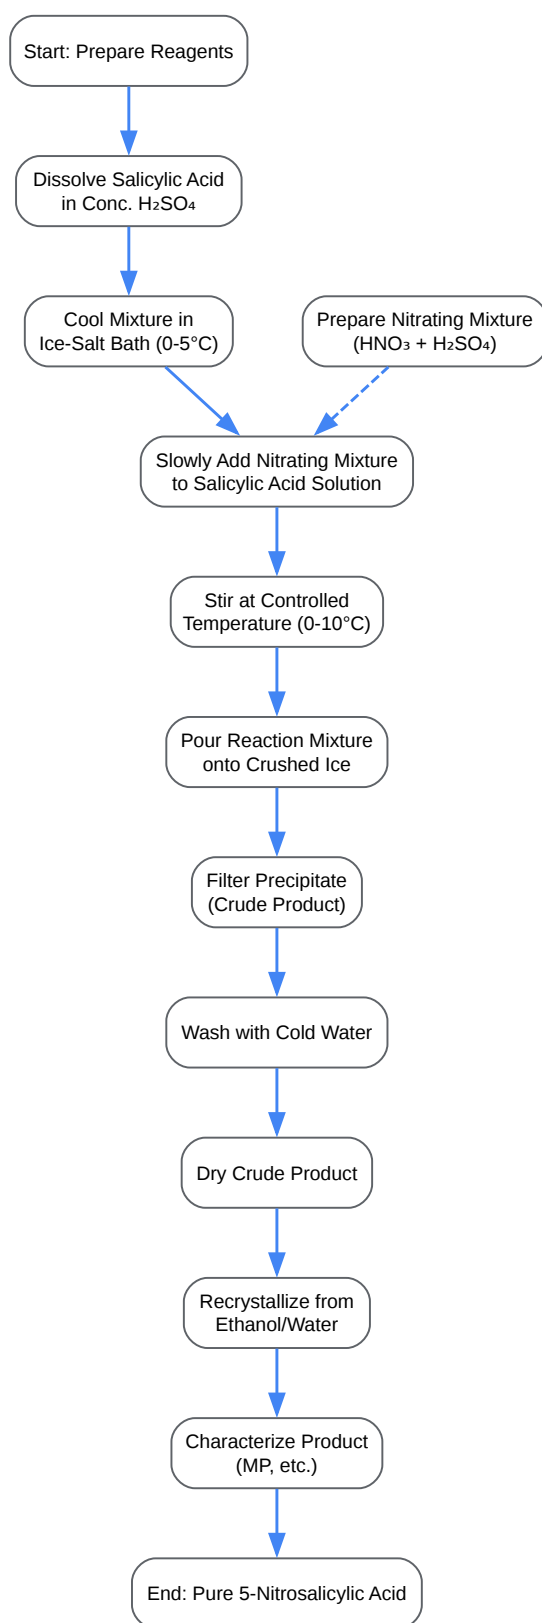 Start: Prepare Reagents
Dissolve Salicylic Acid
in Conc. H₂SO₄
Cool Mixture in
Ice-Salt Bath (0-5°C)
Prepare Nitrating Mixture
(HNO₃ + H₂SO₄)
Slowly Add Nitrating Mixture
to Salicylic Acid Solution
Stir at Controlled
Temperature (0-10°C)
Pour Reaction Mixture
onto Crushed Ice
Filter Precipitate
(Crude Product)
Wash with Cold Water
Dry Crude Product
Recrystallize from
Ethanol/Water
Characterize Product
(MP, etc.)
End: Pure 5-Nitrosalicylic Acid